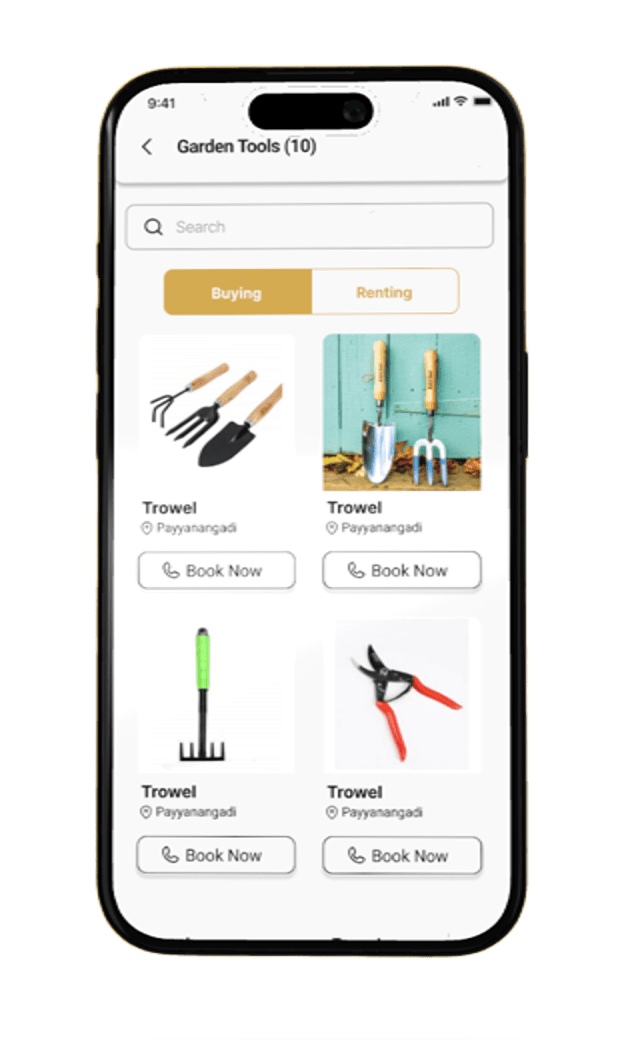 9:41
Garden Tools (10)
Search
Buying
Renting
Trowel
Payyanangadi
Book Now
Trowel
Payyanangadi
Book Now
Trowel
Payyanangadi
Book Now
Trowel
Payyanangadi
Book Now